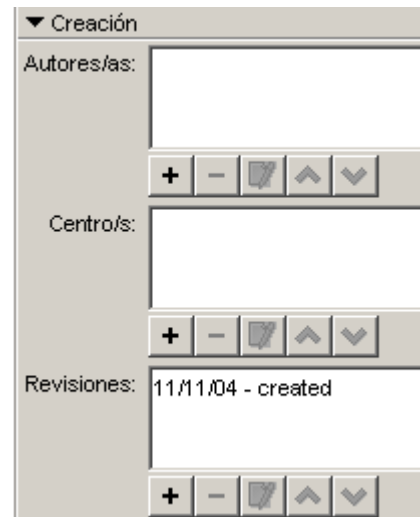 Creación
Autores/as:
Centro/s:
Revisiones:
11/11/04 - created